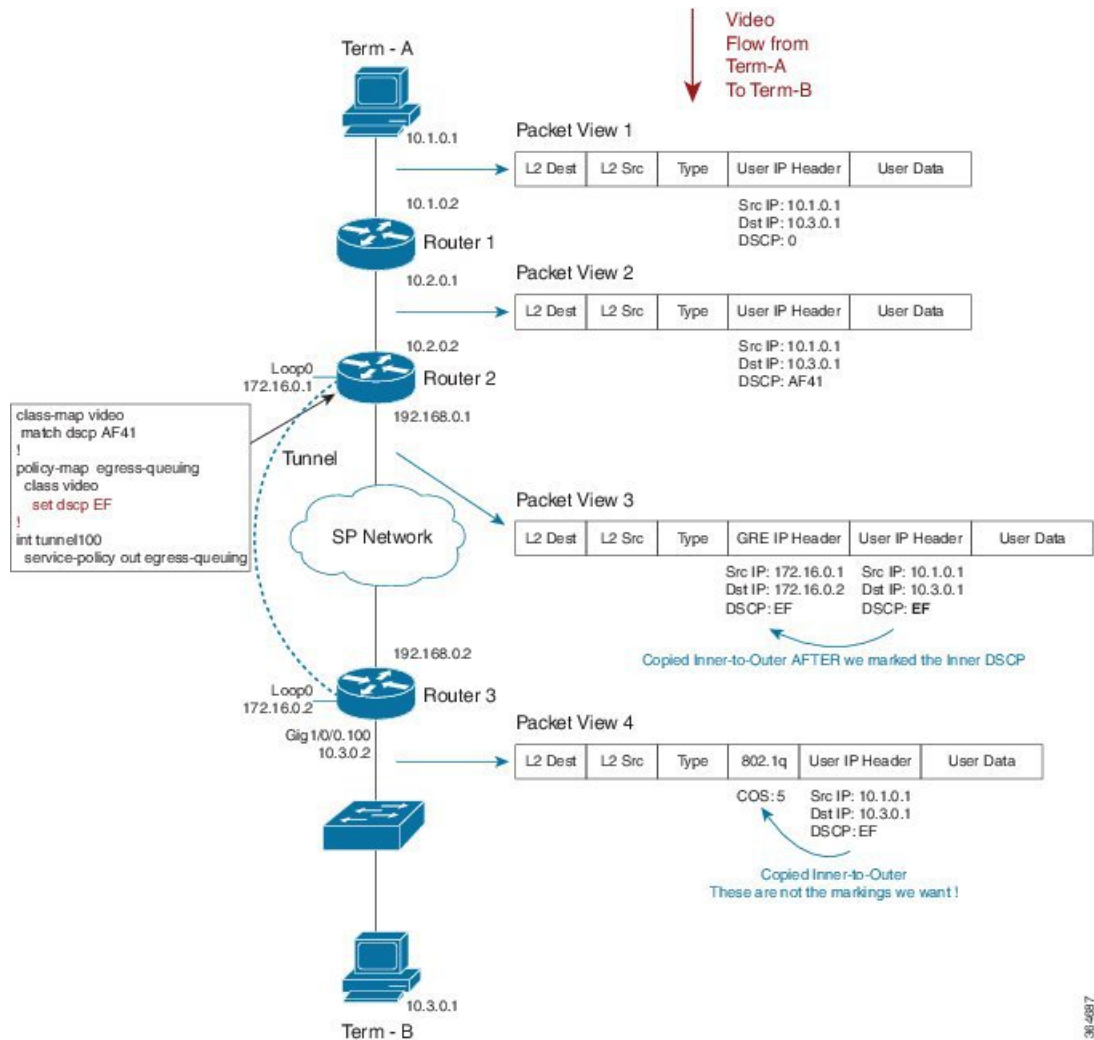 Video
Flow from
Term-A
To Term-B
Term - A
10.1.0.1
Packet View 1
L2 Dest L2 Src Type User IP Header User Data
Src IP: 10.1.0.1
Dst IP: 10.3.0.1
DSCP: 0
10.1.0.2
Router 1
10.2.0.1
Packet View 2
L2 Dest L2 Src Type User IP Header User Data
Src IP: 10.1.0.1
Dst IP: 10.3.0.1
DSCP: AF41
10.2.0.2
Loop0
172.16.0.1
Router 2
192.168.0.1
class-map video
match dscp AF41
!
policy-map egress-queuing
class video
set dscp EF
!
int tunnel100
service-policy out egress-queuing
Tunnel
SP Network
Packet View 3
L2 Dest L2 Src Type GRE IP Header User IP Header User Data
Src IP: 172.16.0.1 Src IP: 10.1.0.1
Dst IP: 172.16.0.2 Dst IP: 10.3.0.1
DSCP: EF DSCP: EF
Copied Inner-to-Outer AFTER we marked the Inner DSCP
192.168.0.2
Loop0
172.16.0.2
Router 3
Gig1/0/0.100
10.3.0.2
Packet View 4
L2 Dest L2 Src Type 802.1q User IP Header User Data
COS: 5 Src IP: 10.1.0.1
Dst IP: 10.3.0.1
DSCP: EF
Copied Inner-to-Outer
These are not the markings we want !
10.3.0.1
Term - B
364687